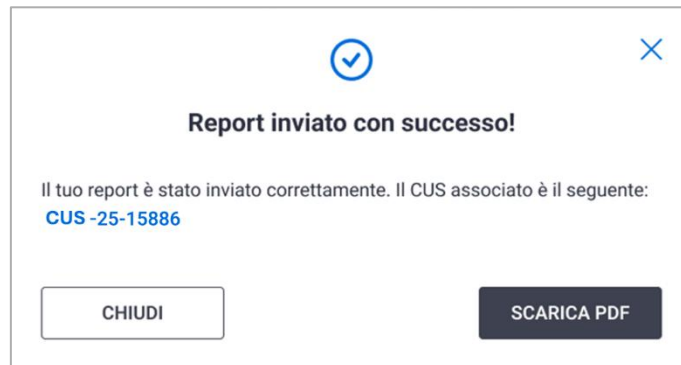 Report inviato con successo!
Il tuo report è stato inviato correttamente. Il CUS associato è il seguente:
CUS -25-15886
CHIUDI
SCARICA PDF